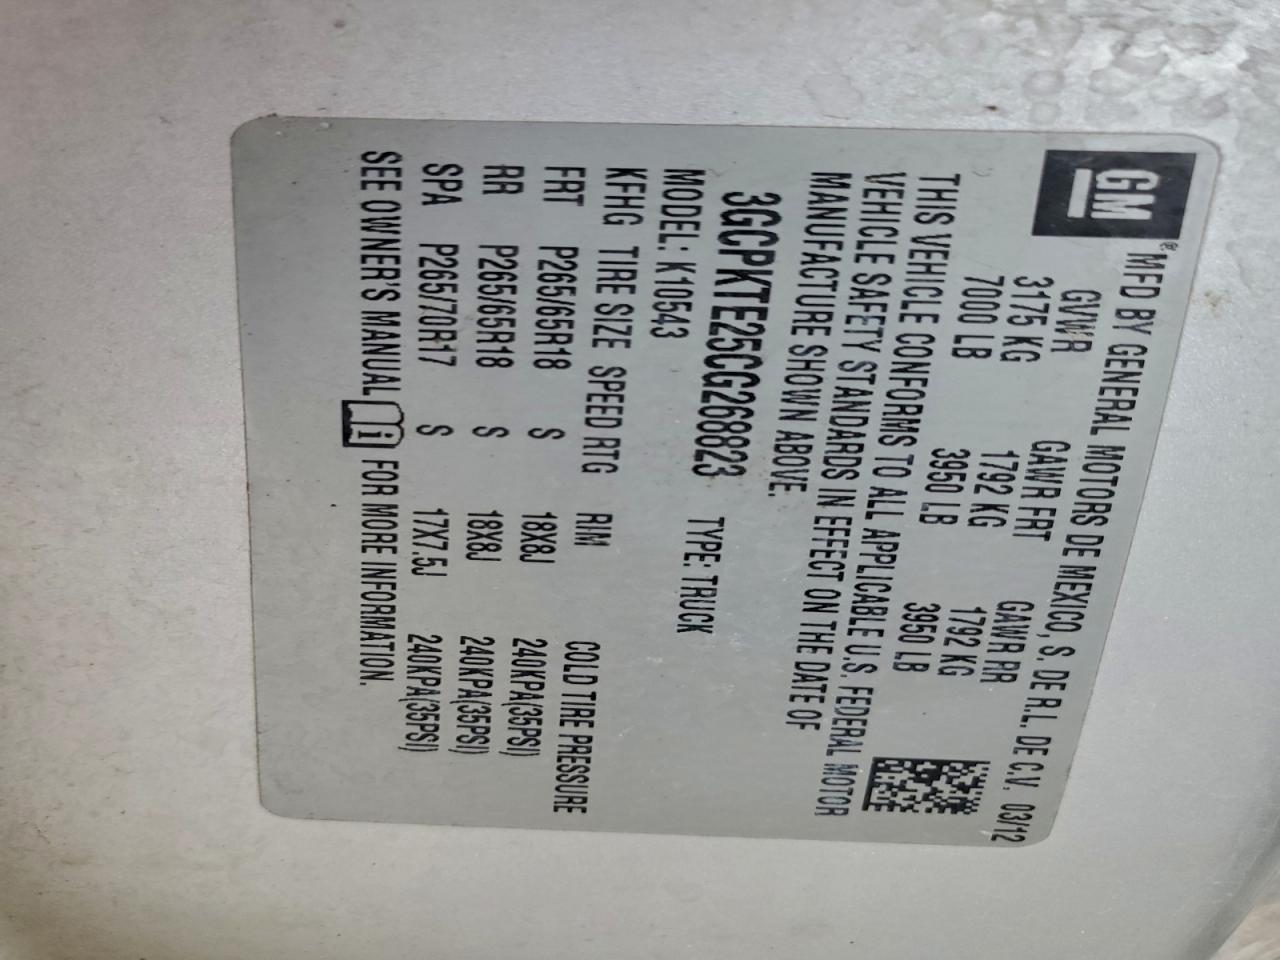 GM
® MFD BY GENERAL MOTORS DE MEXICO, S. DE R.L. DE C.V. 03/12
GVWR GAWR FRT GAWR RR
3175 KG 1792 KG 1792 KG
7000 LB 3950 LB 3950 LB
THIS VEHICLE CONFORMS TO ALL APPLICABLE U.S. FEDERAL MOTOR
VEHICLE SAFETY STANDARDS IN EFFECT ON THE DATE OF
MANUFACTURE SHOWN ABOVE.
3GCPKTE25CG268823 TYPE: TRUCK
MODEL: K10543
KFHG TIRE SIZE SPEED RTG RIM COLD TIRE PRESSURE
FRT P265/65R18 S 18X8J 240KPA(35PSI)
RR P265/65R18 S 18X8J 240KPA(35PSI)
SPA P265/70R17 S 17X7.5J 240KPA(35PSI)
SEE OWNER'S MANUAL i FOR MORE INFORMATION.